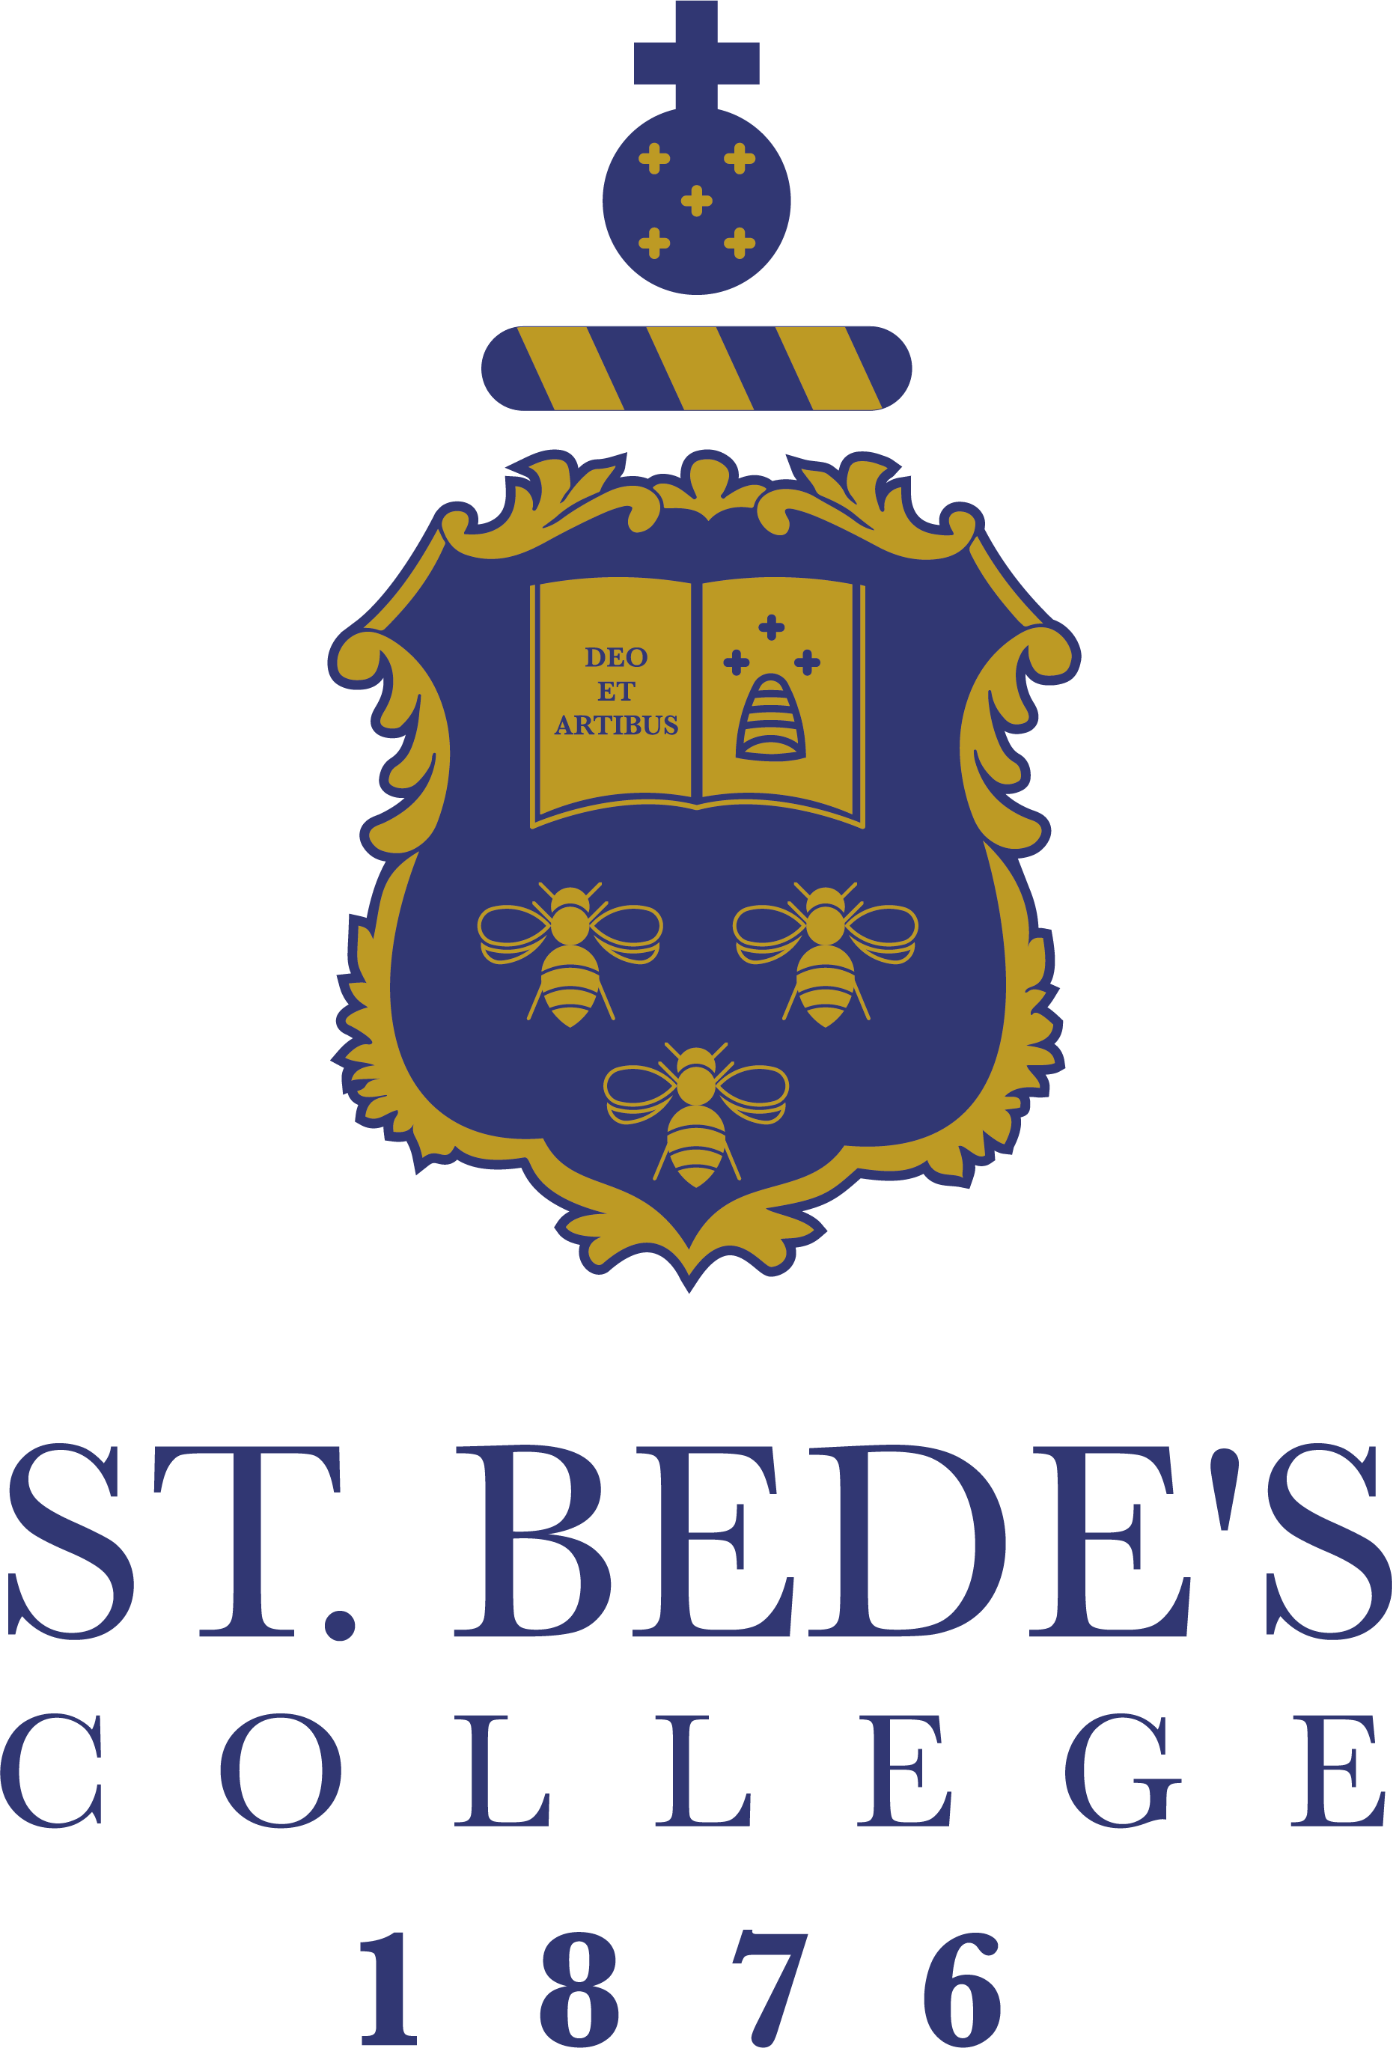 DEO
ET
ARTIBUS
ST. BEDE'S
COLLEGE
1876